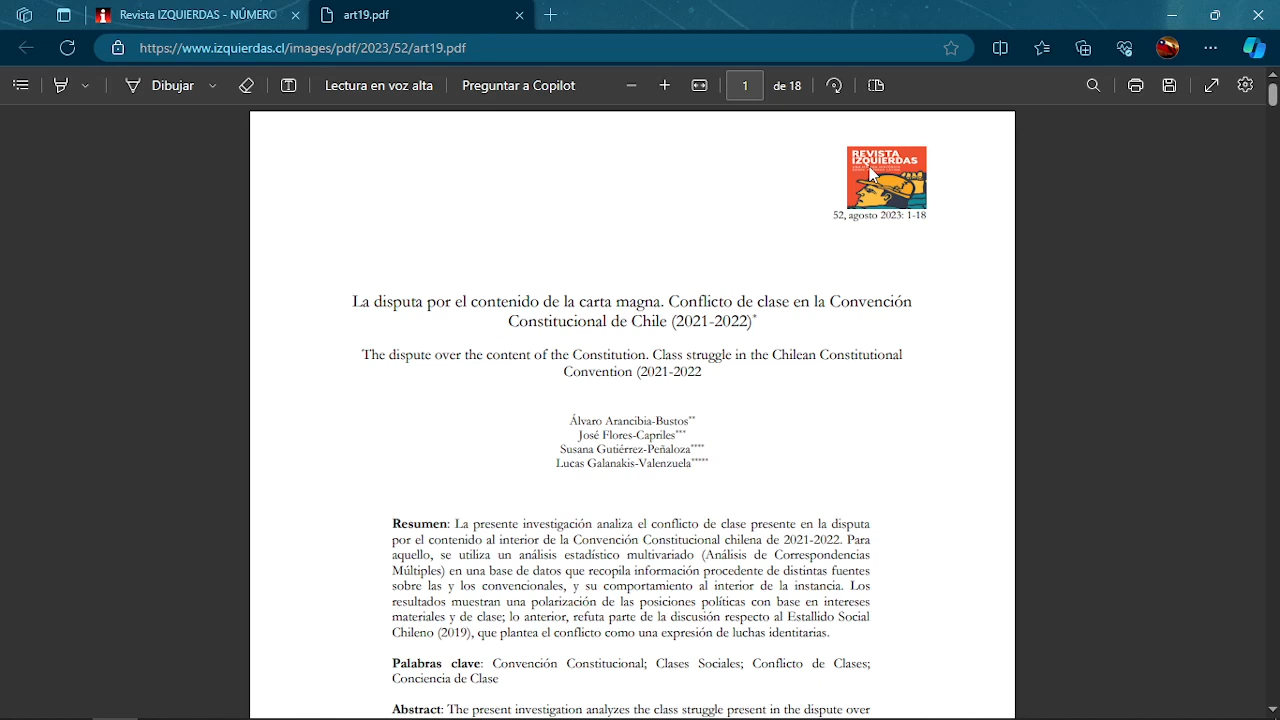 Revista IZQUIERDAS - NÚMERO
art19.pdf
https://www.izquierdas.cl/images/pdf/2023/52/art19.pdf
Dibujar
Lectura en voz alta
Preguntar a Copilot
1
de 18
REVISTA
IZQUIERDAS
52, agosto 2023: 1-18
La disputa por el contenido de la carta magna. Conflicto de clase en la Convención
Constitucional de Chile (2021-2022)*
The dispute over the content of the Constitution. Class struggle in the Chilean Constitutional
Convention (2021-2022
Álvaro Arancibia-Bustos**
José Flores-Capriles***
Susana Gutiérrez-Peñaloza****
Lucas Galanakis-Valenzuela*****
Resumen: La presente investigación analiza el conflicto de clase presente en la disputa
por el contenido al interior de la Convención Constitucional chilena de 2021-2022. Para
aquello, se utiliza un análisis estadístico multivariado (Análisis de Correspondencias
Múltiples) en una base de datos que recopila información procedente de distintas fuentes
sobre las y los convencionales, y su comportamiento al interior de la instancia. Los
resultados muestran una polarización de las posiciones políticas con base en intereses
materiales y de clase; lo anterior, refuta parte de la discusión respecto al Estallido Social
Chileno (2019), que plantea el conflicto como una expresión de luchas identitarias.
Palabras clave: Convención Constitucional; Clases Sociales; Conflicto de Clases;
Conciencia de Clase
Abstract: The present investigation analyzes the class struggle present in the dispute over